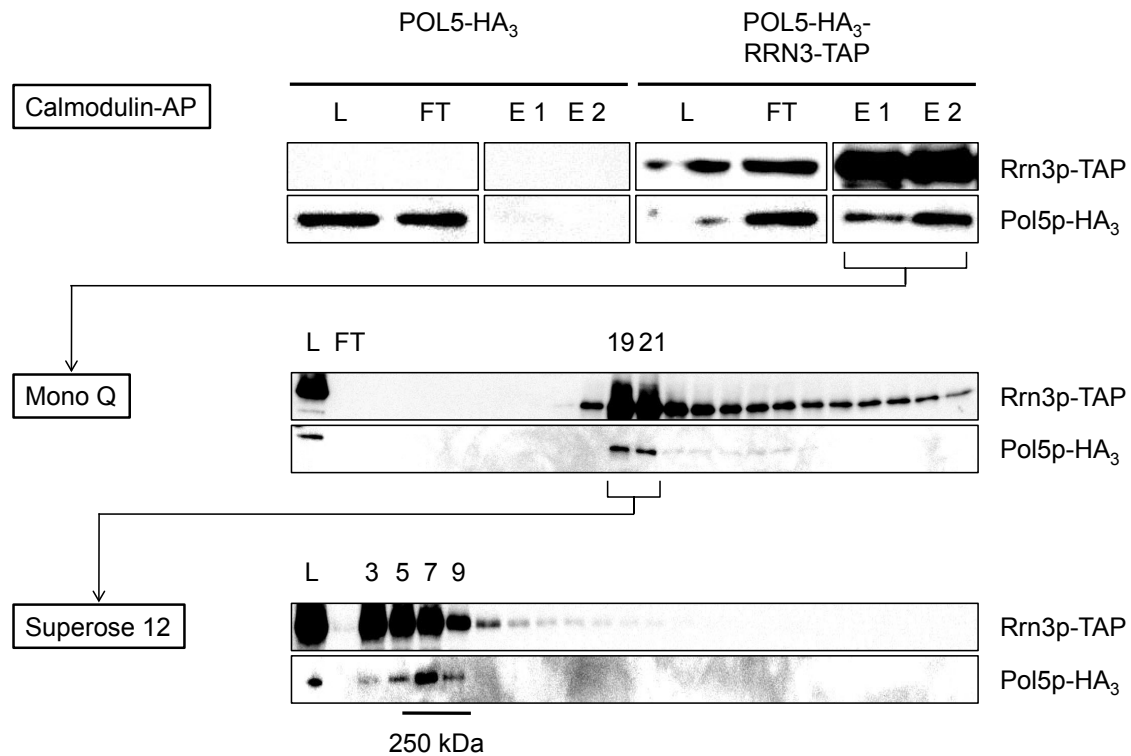 POL5-HA₃ POL5-HA₃-
RRN3-TAP
Calmodulin-AP
L FT E 1 E 2 L FT E 1 E 2
Rrn3p-TAP
Pol5p-HA₃
L FT 19 21
Mono Q
Rrn3p-TAP
Pol5p-HA₃
L 3 5 7 9
Superose 12
Rrn3p-TAP
Pol5p-HA₃
250 kDa